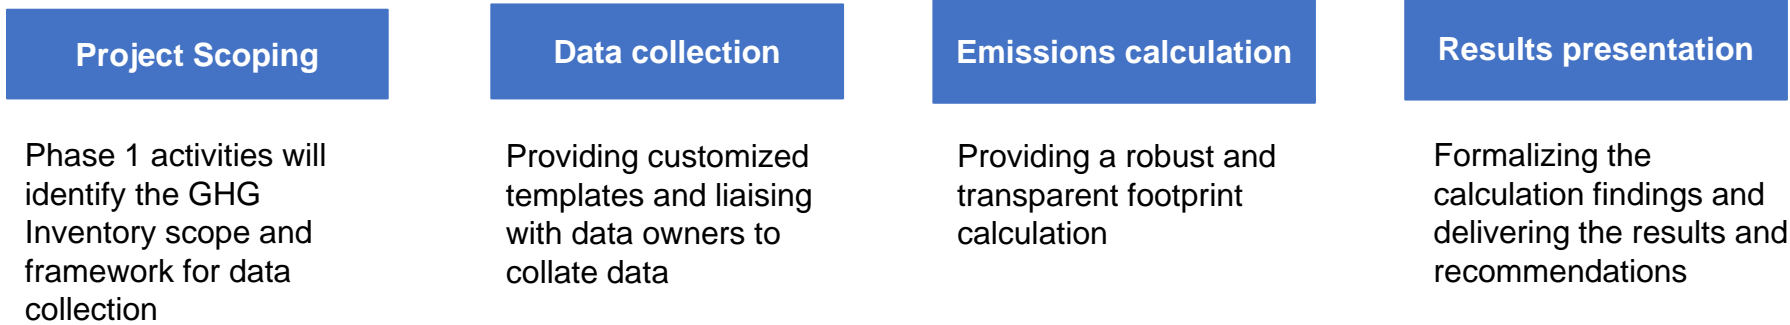 Project Scoping
Phase 1 activities will
identify the GHG
Inventory scope and
framework for data
collection
Data collection
Providing customized
templates and liaising
with data owners to
collate data
Emissions calculation
Providing a robust and
transparent footprint
calculation
Results presentation
Formalizing the
calculation findings and
delivering the results and
recommendations